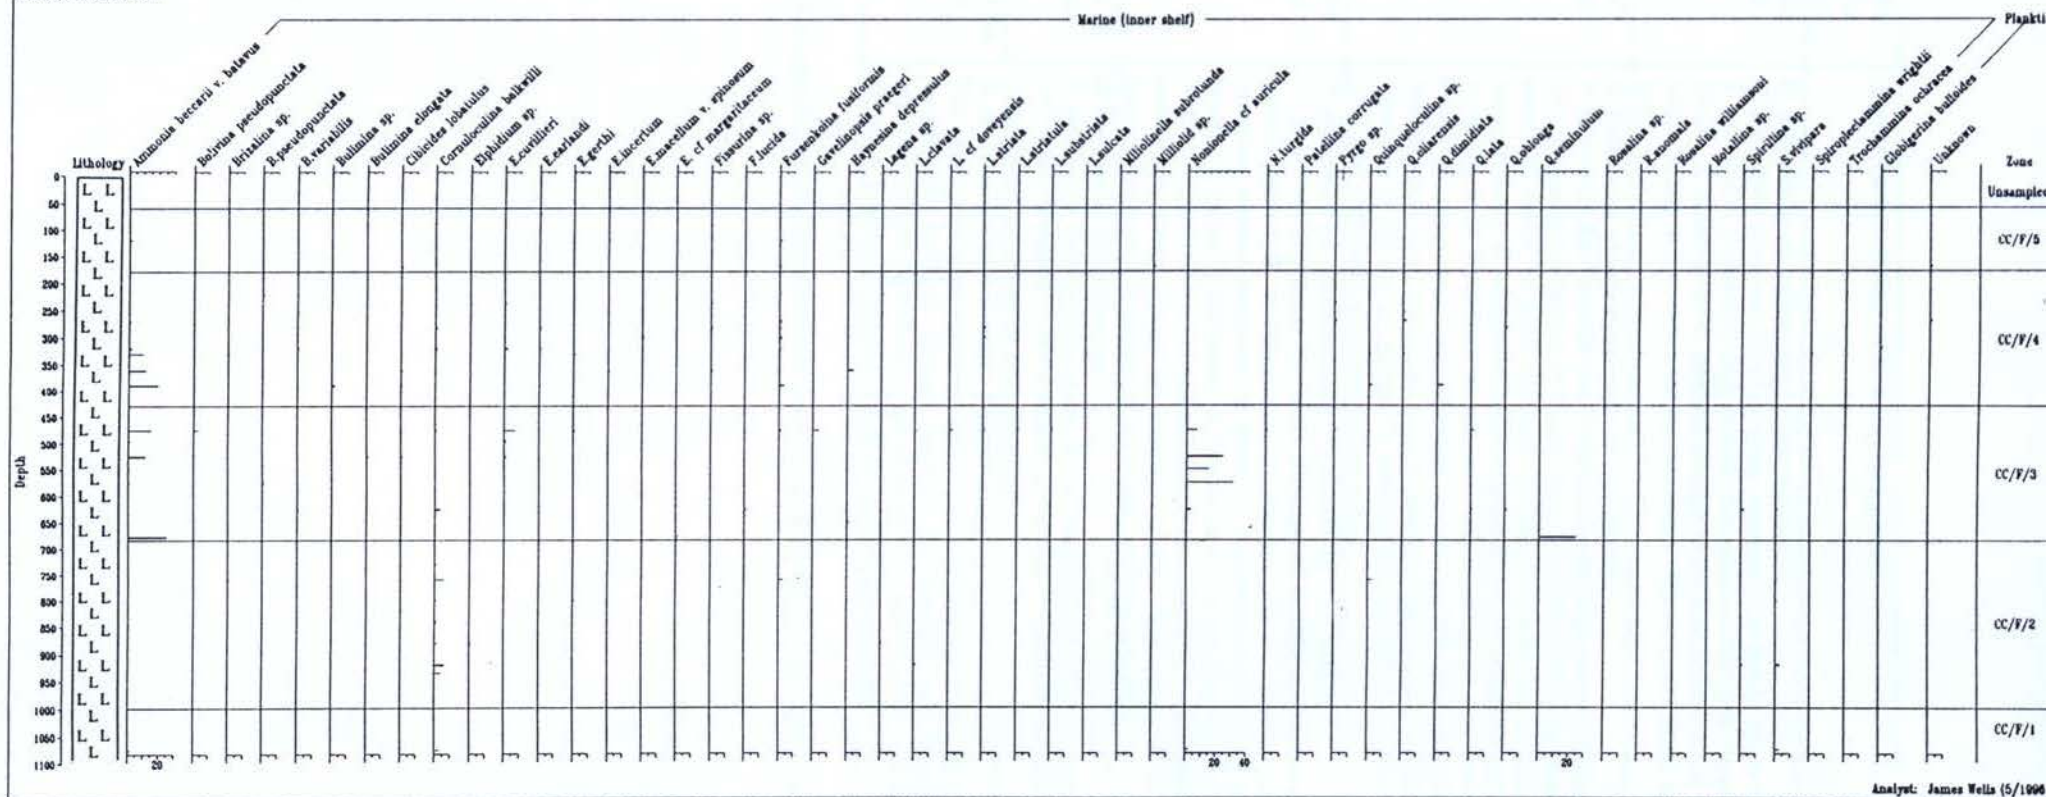 Marine (inner shelf)
Plankti
Lithology
Ammonia beccarii v. batavus
Bolivina pseudopunctata
Brizalina sp.
B.pseudopunctata
B.variabilis
Bulimina sp.
Bulimina elongata
Cibicides lobatulus
Cornuloculina balkwilli
Elphidium sp.
E.cuvillieri
E.earlandi
E.gerthi
E.incertum
E.macellum v. spinosum
E. cf margaritaceum
Fissurina sp.
F.lucida
Fursenkoina fusiformis
Gavelinopsis praegeri
Haynesina depressulus
Lagena sp.
L.clavata
L. cf doveyensis
L.striata
L.striatula
L.substriata
L.sulcata
Miliolinella subrotunda
Milioliid sp.
Nonionella cf auricula
N.turgida
Patellina corrugata
Pyrgo sp.
Quinqueloculina sp.
Q.cliarensis
Q.dimidiata
Q.lata
Q.oblonga
Q.seminulum
Rosalina sp.
R.anomala
Rosalina williamsoni
Rotaliina sp.
Spirillina sp.
S.vivipara
Spiroplectammina wrightii
Trochammina ochracea
Globigerina bulloides
Unknown
Zone
Depth
0
50
100
150
200
250
300
350
400
450
500
550
600
650
700
750
800
850
900
950
1000
1050
1100
L L
L
L L
L
L L
L
L L
L
L L
L
L L
L
L L
L
L L
L
L L
L
L L
L
L L
L
L L
L
L L
L
L L
L
L L
L
L L
L
L L
L
Unsampled
CC/F/5
CC/F/4
CC/F/3
CC/F/2
CC/F/1
20
20 40
20
Analyst: James Wells (5/1996